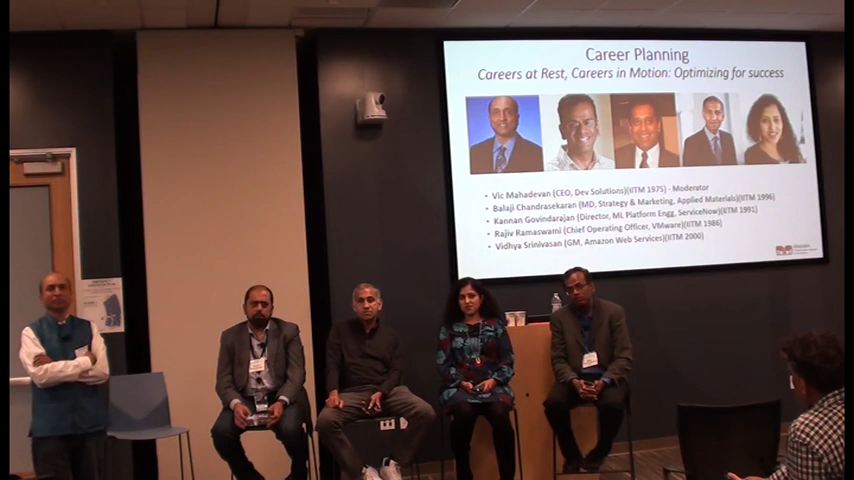 Career Planning
Careers at Rest, Careers in Motion: Optimizing for success
• Vic Mahadevan (CEO, Dev Solutions)(IITM 1975) - Moderator
• Balaji Chandrasekaran (MD, Strategy & Marketing, Applied Materials)(IITM 1996)
• Kannan Govindarajan (Director, ML Platform Engg, ServiceNow)(IITM 1991)
• Rajiv Ramaswami (Chief Operating Officer, VMware)(IITM 1986)
• Vidhya Srinivasan (GM, Amazon Web Services)(IITM 2000)